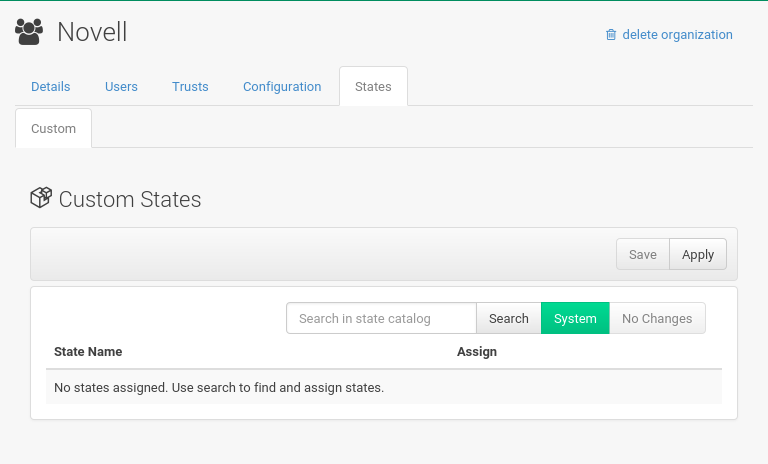 Novell
delete organization
Details Users Trusts Configuration States
Custom
Custom States
Save Apply
Search in state catalog Search System No Changes
State Name Assign
No states assigned. Use search to find and assign states.